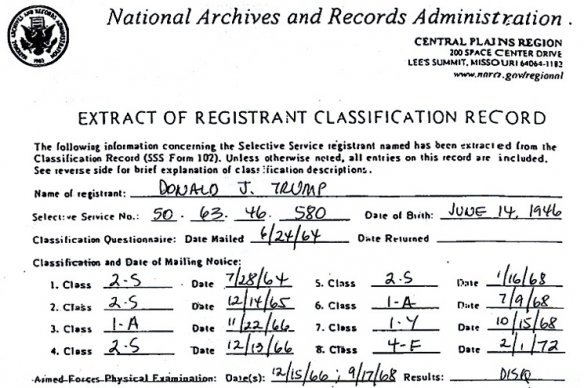 National Archives and Records Administration.
CENTRAL PLAINS REGION
200 SPACE CENTER DRIVE
LEE'S SUMMIT, MISSOURI 64064-1182
www.nara.gov/regional
EXTRACT OF REGISTRANT CLASSIFICATION RECORD
The following information concerning the Selective Service registrant named has been extracted from the
Classification Record (SSS Form 102). Unless otherwise noted, all entries on this record are included.
See reverse side for brief explanation of classification descriptions.
Name of registrant: DONALD J. TRUMP
Selective Service No.: 50 · 63 · 46 · 580 Date of Birth: JUNE 14, 1946
Classification Questionnaire: Date Mailed 6/24/64 Date Returned
Classification and Date of Mailing Notice:
1. Class 2-S Date 7/28/64 5. Class 2-S Date 1/16/68
2. Class 2-S Date 12/14/65 6. Class 1-A Date 7/9/68
3. Class 1-A Date 11/22/66 7. Class 1-Y Date 10/15/68
4. Class 2-S Date 12/13/66 8. Class 4-F Date 2/1/72
Armed Forces Physical Examination: Date(s): 12/15/66 ; 9/17/68 Results: DISQ